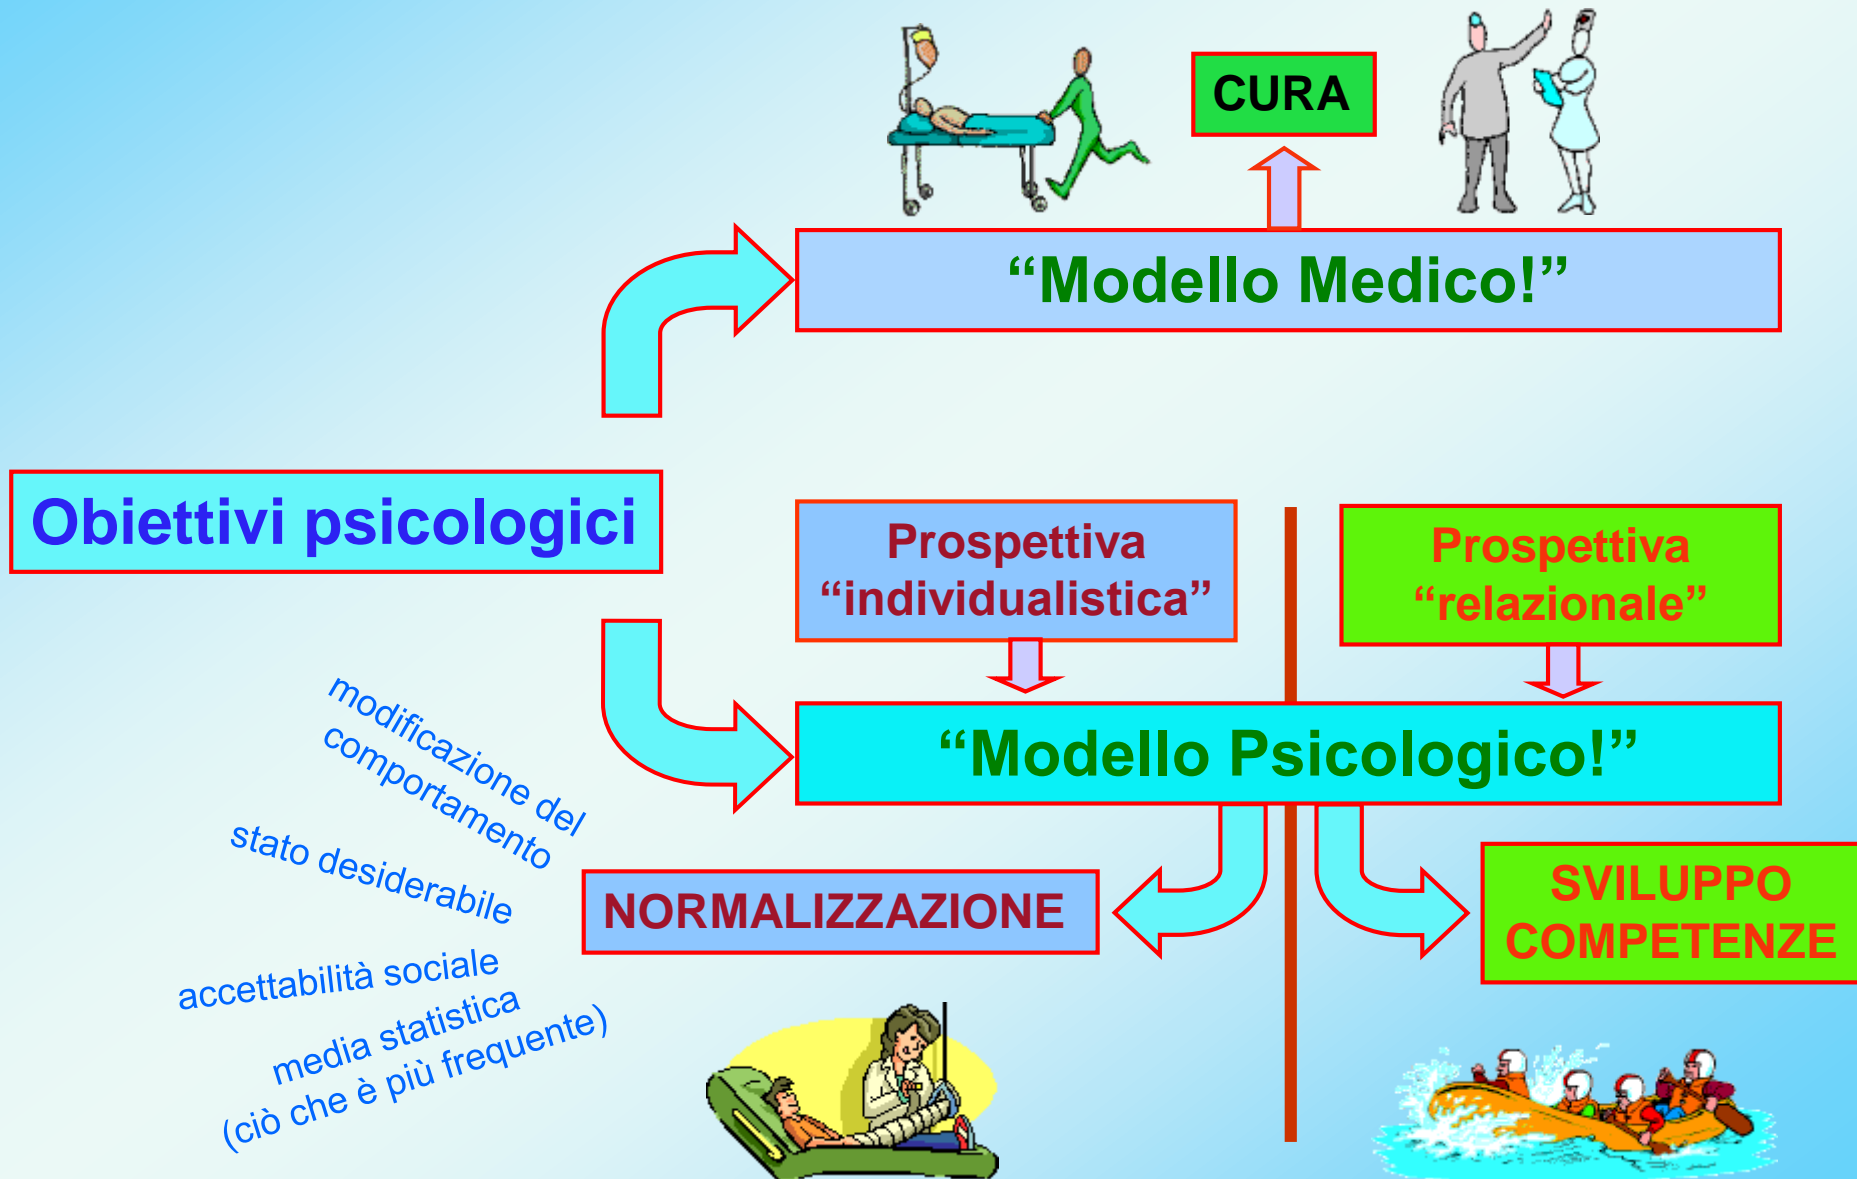 CURA
“Modello Medico!”
Obiettivi psicologici
Prospettiva
“individualistica”
Prospettiva
“relazionale”
“Modello Psicologico!”
modificazione del
comportamento
stato desiderabile
accettabilità sociale
media statistica
(ciò che è più frequente)
NORMALIZZAZIONE
SVILUPPO
COMPETENZE